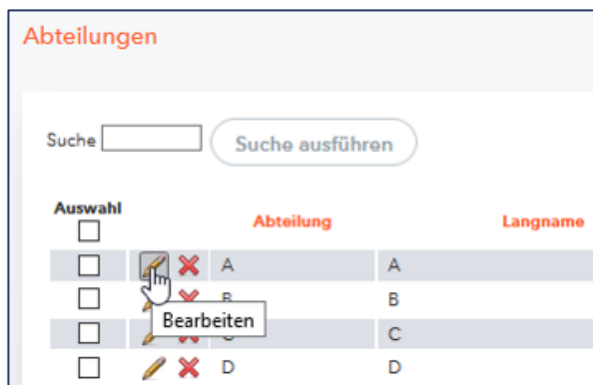 Abteilungen
Suche Suche ausführen
Auswahl
Abteilung Langname
A A
B B
Bearbeiten
C
D D